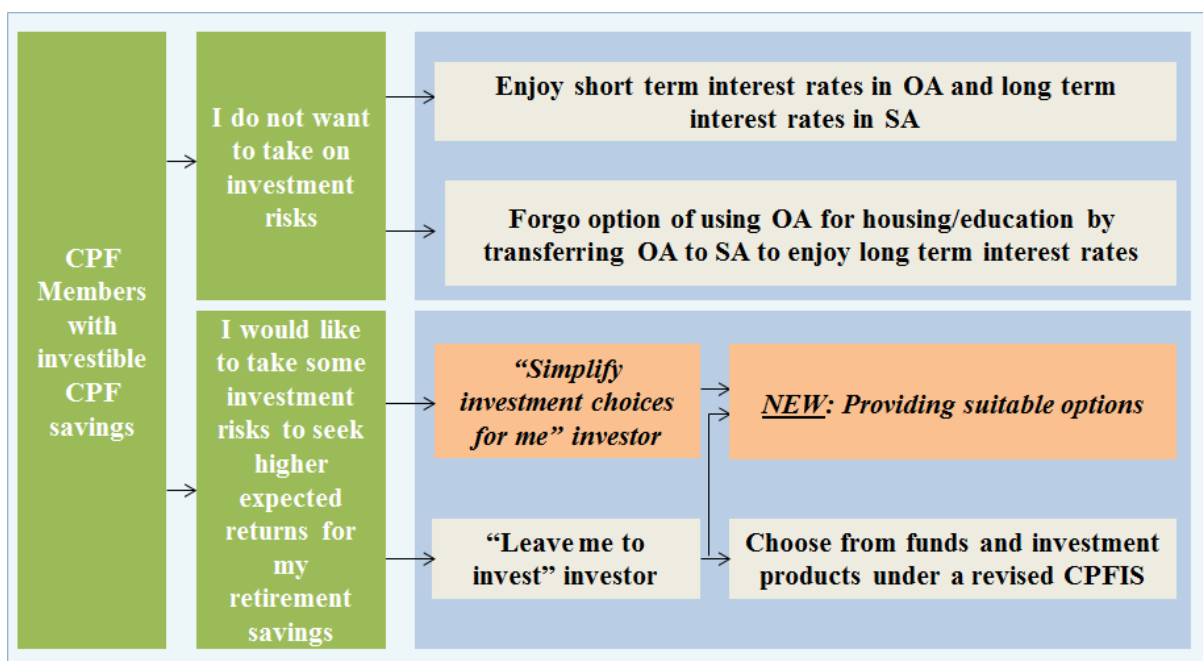 CPF
Members
with
investible
CPF
savings
I do not want
to take on
investment
risks
Enjoy short term interest rates in OA and long term
interest rates in SA
Forgo option of using OA for housing/education by
transferring OA to SA to enjoy long term interest rates
I would like
to take some
investment
risks to seek
higher
expected
returns for
my
retirement
savings
“Simplify
investment choices
for me” investor
NEW: Providing suitable options
“Leave me to
invest” investor
Choose from funds and investment
products under a revised CPFIS